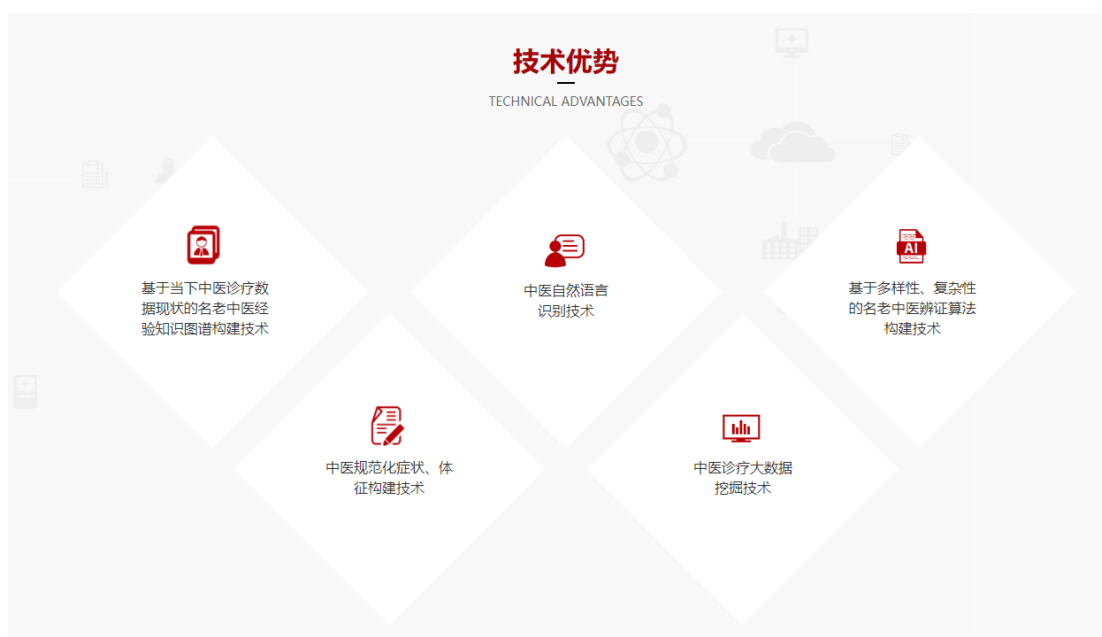 技术优势
TECHNICAL ADVANTAGES
基于当下中医诊疗数
据现状的名老中医经
验知识图谱构建技术
中医自然语言
识别技术
AI
基于多样性、复杂性
的名老中医辨证算法
构建技术
中医规范化症状、体
征构建技术
中医诊疗大数据
挖掘技术